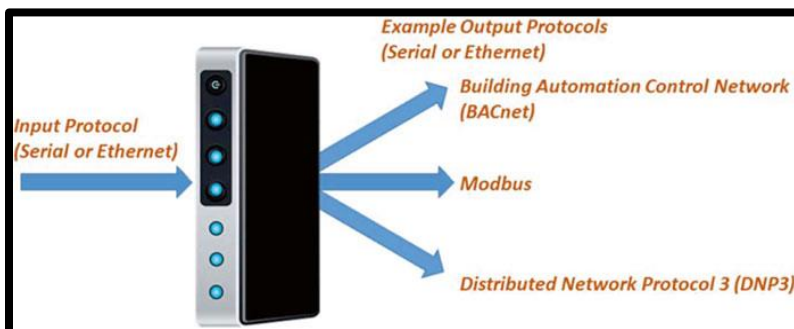 Example Output Protocols
(Serial or Ethernet)
Building Automation Control Network
(BACnet)
Input Protocol
(Serial or Ethernet)
Modbus
Distributed Network Protocol 3 (DNP3)